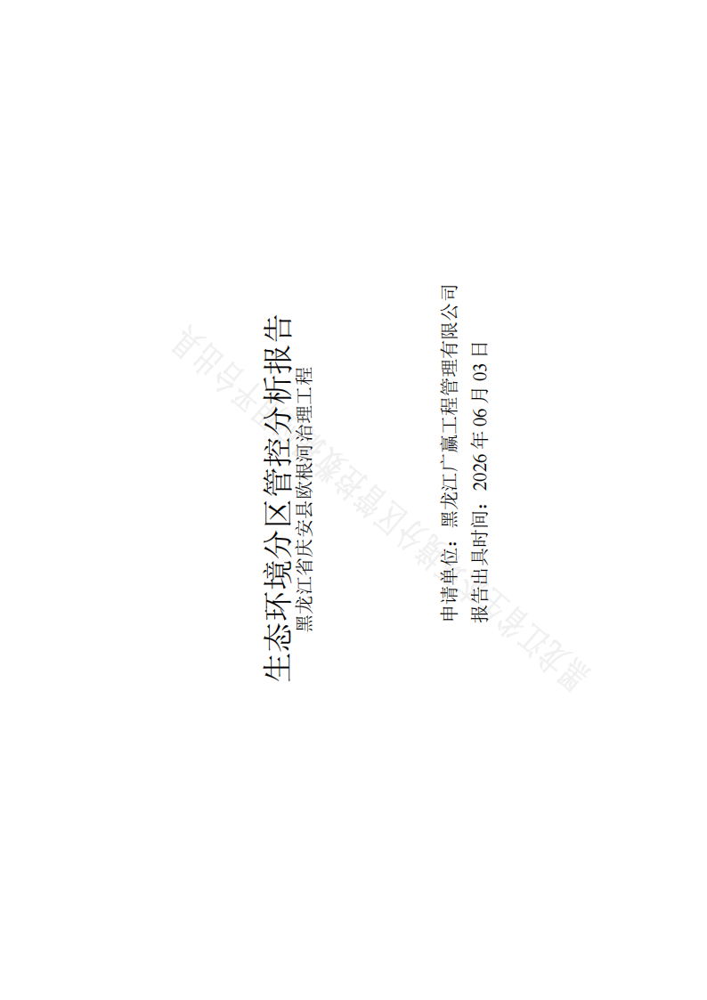 生态环境分区管控分析报告
黑龙江省庆安县欧根河治理工程
申请单位：黑龙江广赢工程管理有限公司
报告出具时间：2026年06月03日